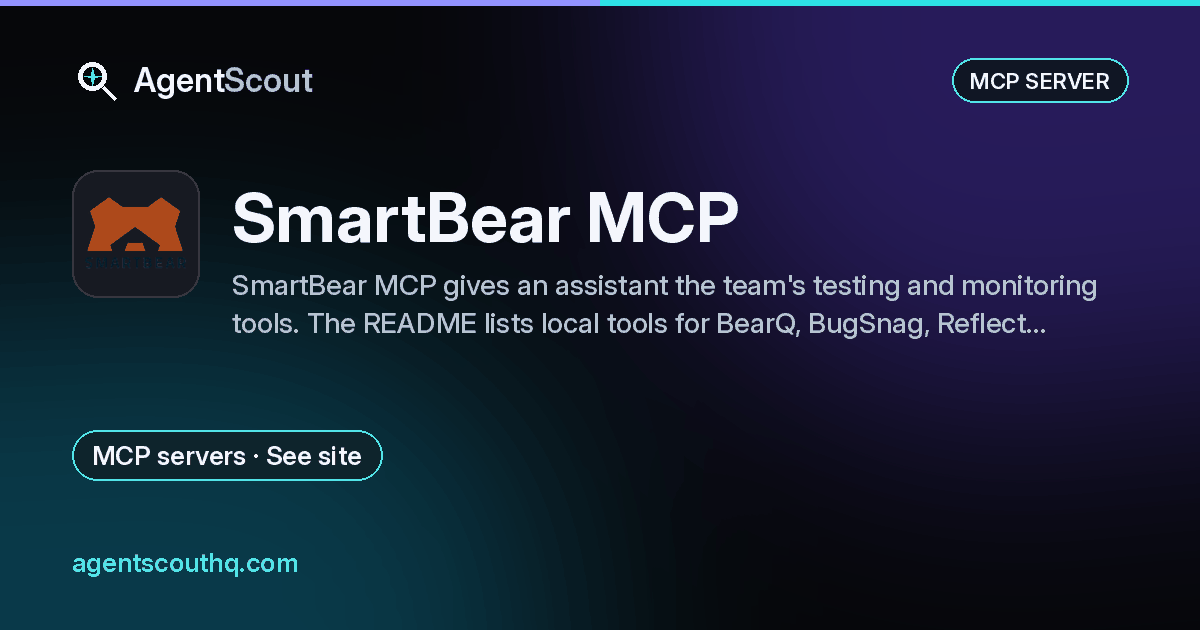 AgentScout
MCP SERVER
SmartBear MCP
SmartBear MCP gives an assistant the team's testing and monitoring
tools. The README lists local tools for BearQ, BugSnag, Reflect...
MCP servers · See site
agentscouthq.com